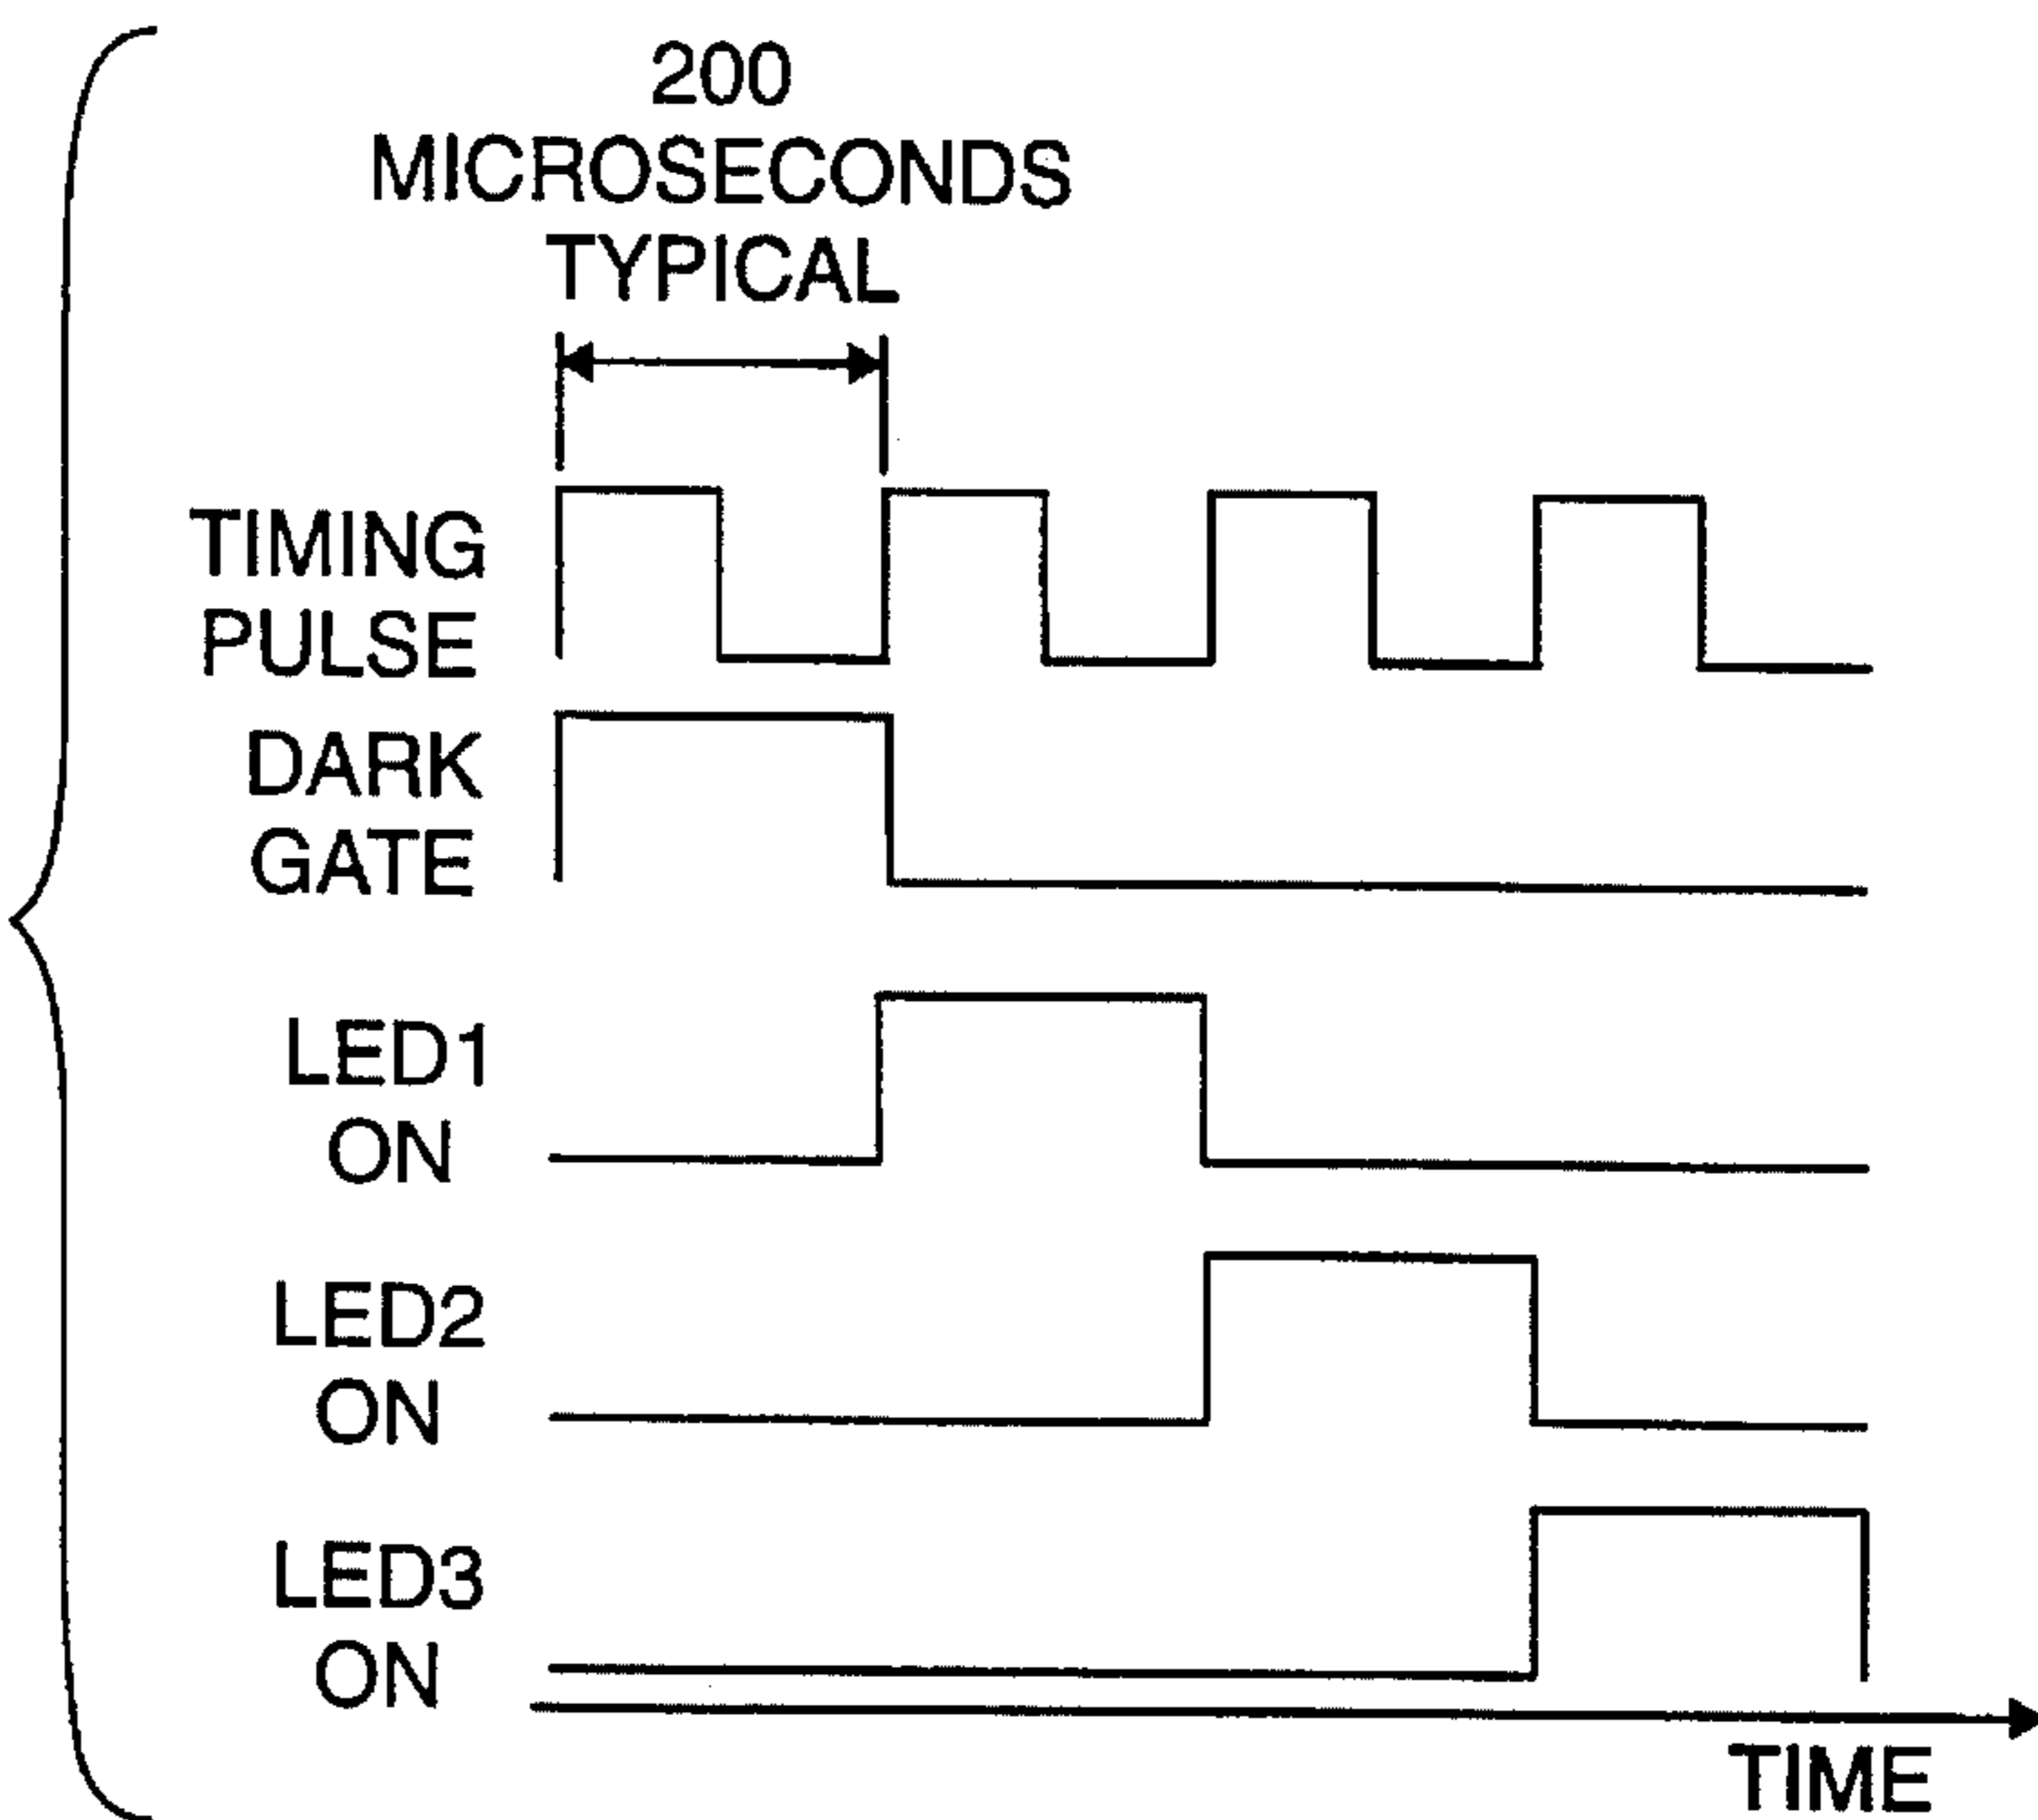 200
MICROSECONDS
TYPICAL
TIMING
PULSE
DARK
GATE
LED1
ON
LED2
ON
LED3
ON
TIME